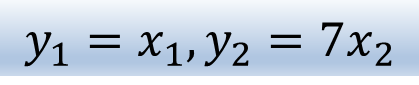 y₁ = x₁, y₂ = 7x₂